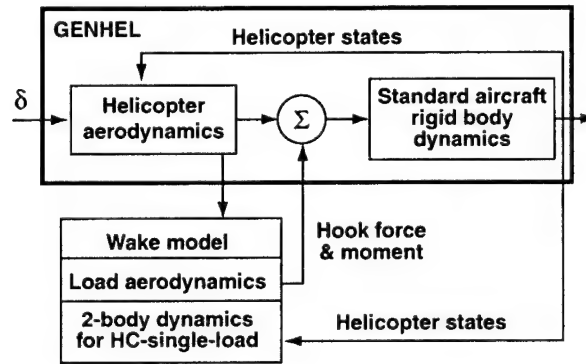 GENHEL
Helicopter states
δ
Helicopter
aerodynamics
Σ
Standard aircraft
rigid body
dynamics
Wake model
Load aerodynamics
2-body dynamics
for HC-single-load
Hook force
& moment
Helicopter states